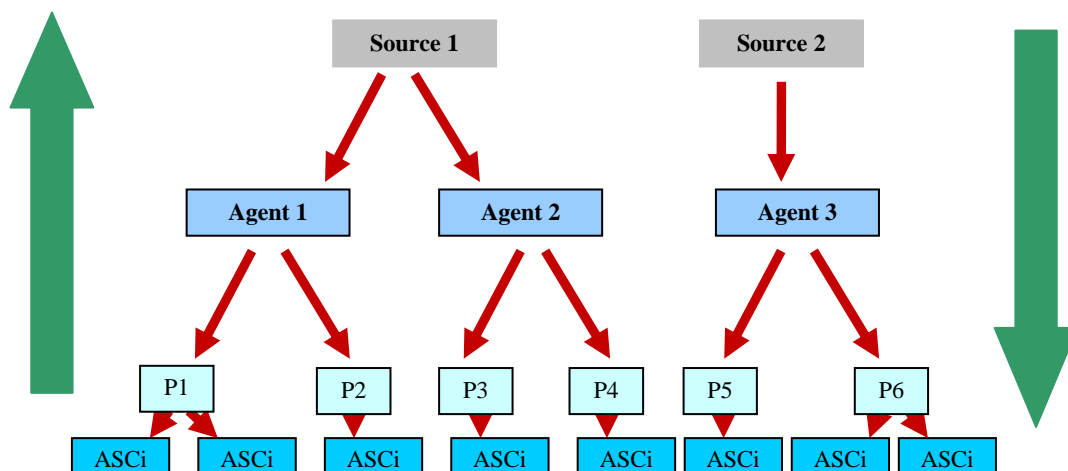 Source 1 Source 2
Agent 1 Agent 2 Agent 3
P1 P2 P3 P4 P5 P6
ASCi ASCi ASCi ASCi ASCi ASCi ASCi ASCi